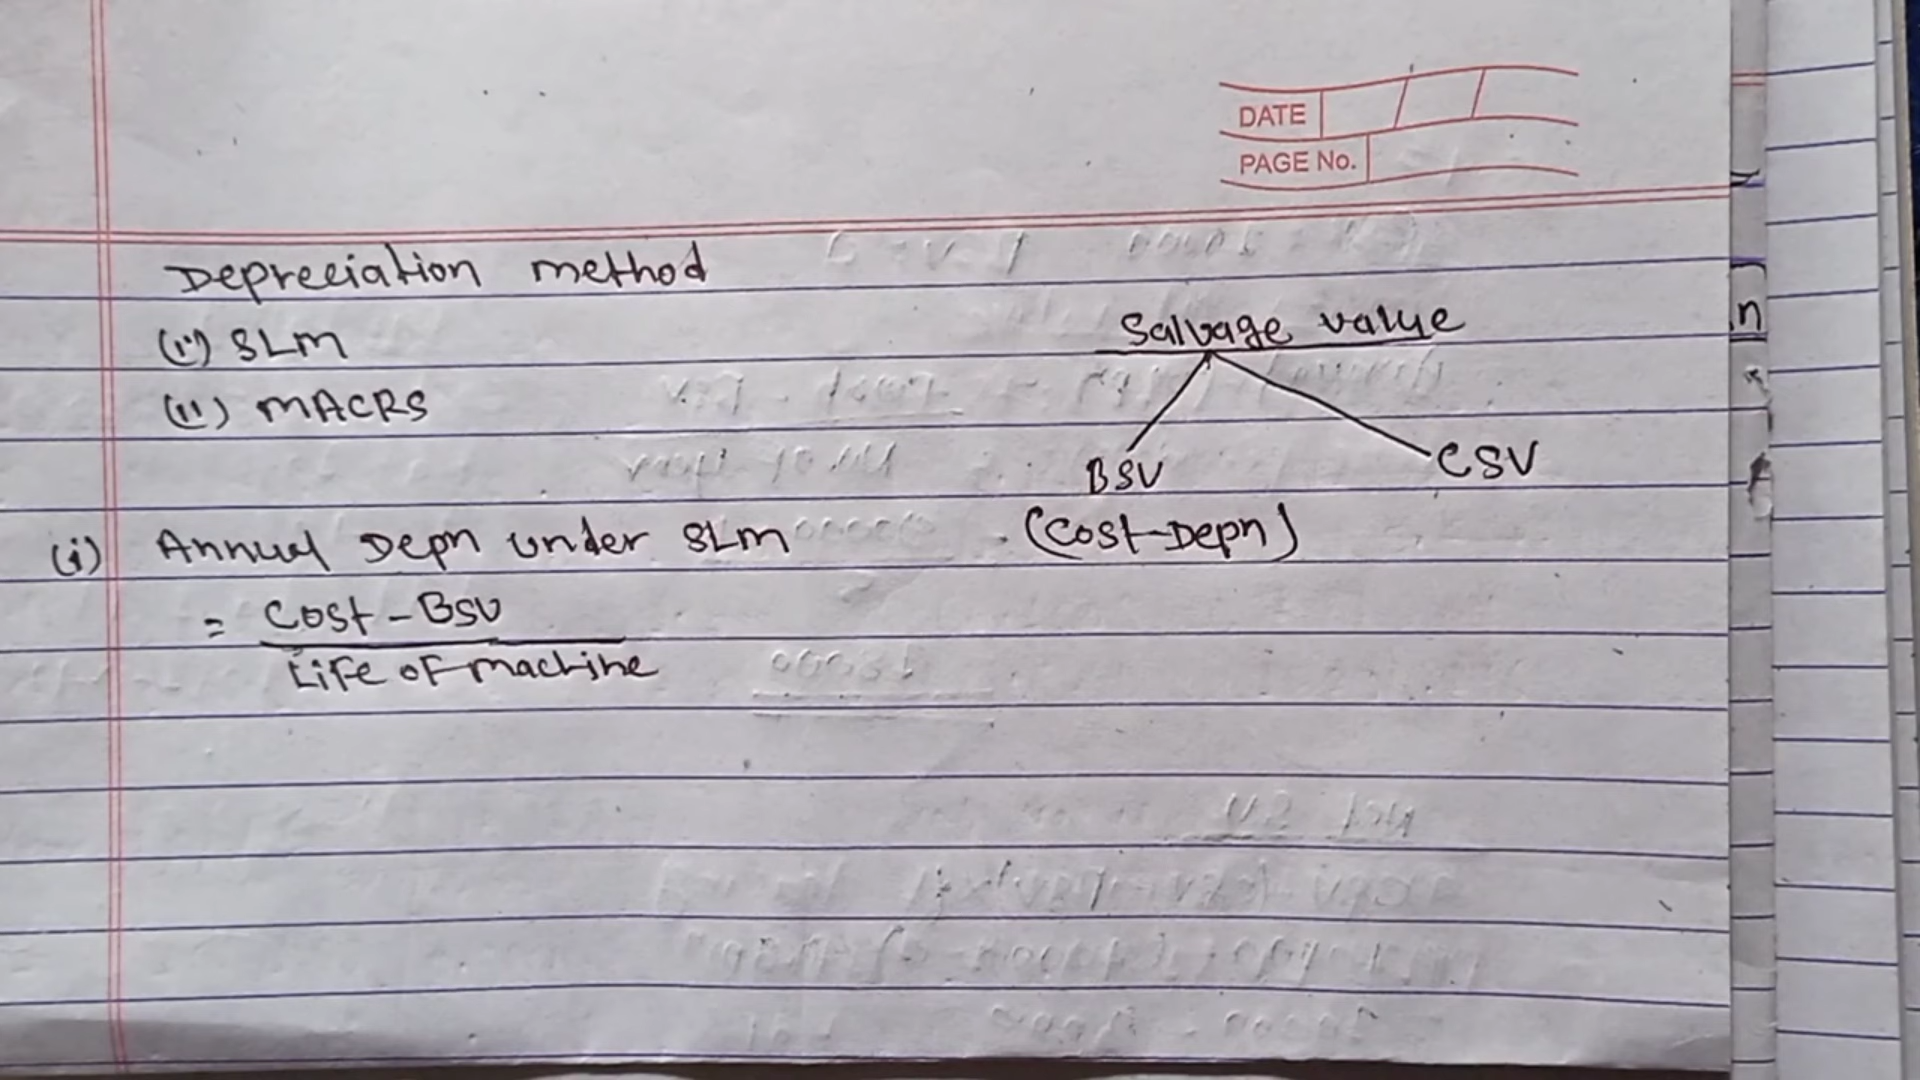 DATE
PAGE No.
Depreciation method
(i) SLM
(ii) MACRS
Salvage value
BSV
CSV
(Cost-Depn)
(i) Annual Depn under SLM
= Cost - BSV
Life of machine
n